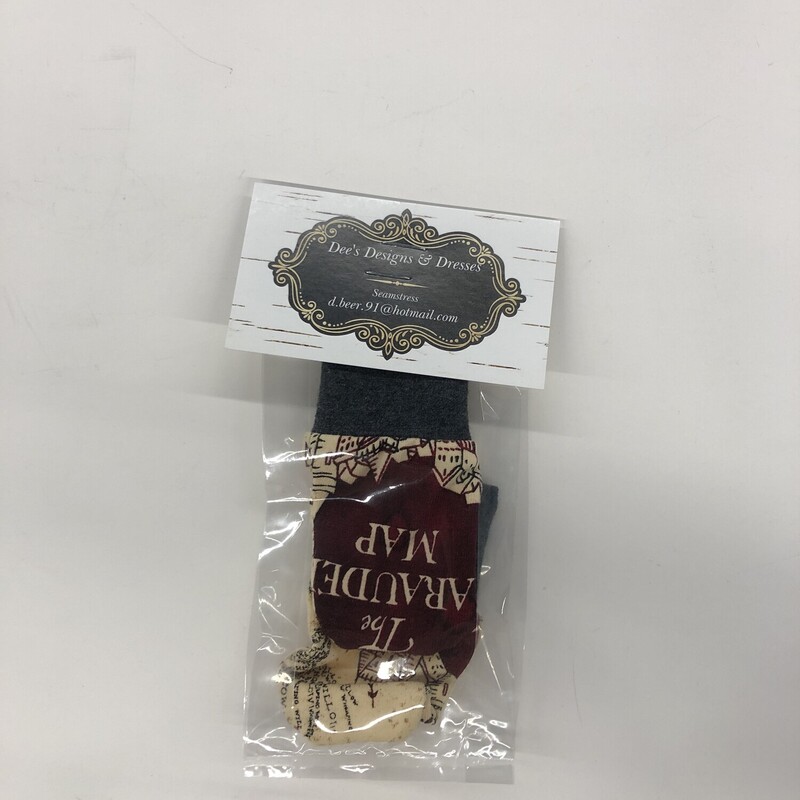 Dee's Designs & Dresses
Seamstress
d.beer.91@hotmail.com
The
ARAUDE
MAP